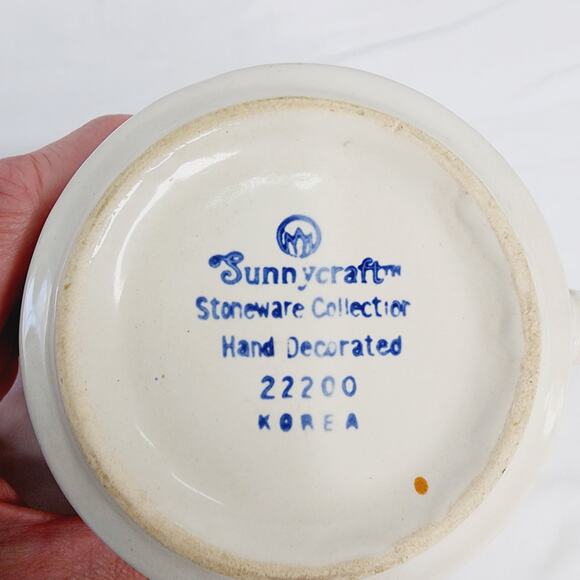 Sunnycraft™
Stoneware Collection
Hand Decorated
22200
KOREA